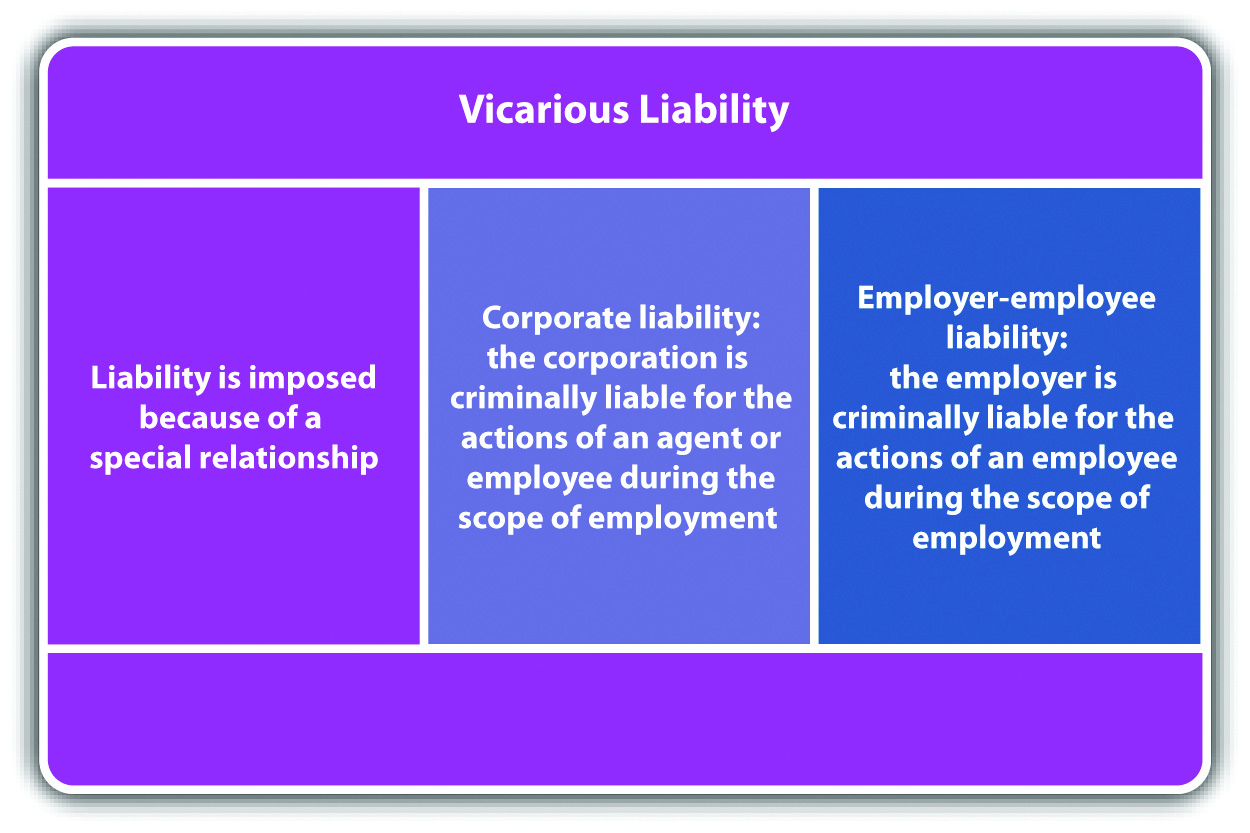 Vicarious Liability
Liability is imposed
because of a
special relationship
Corporate liability:
the corporation is
criminally liable for the
actions of an agent or
employee during the
scope of employment
Employer-employee
liability:
the employer is
criminally liable for the
actions of an employee
during the scope of
employment